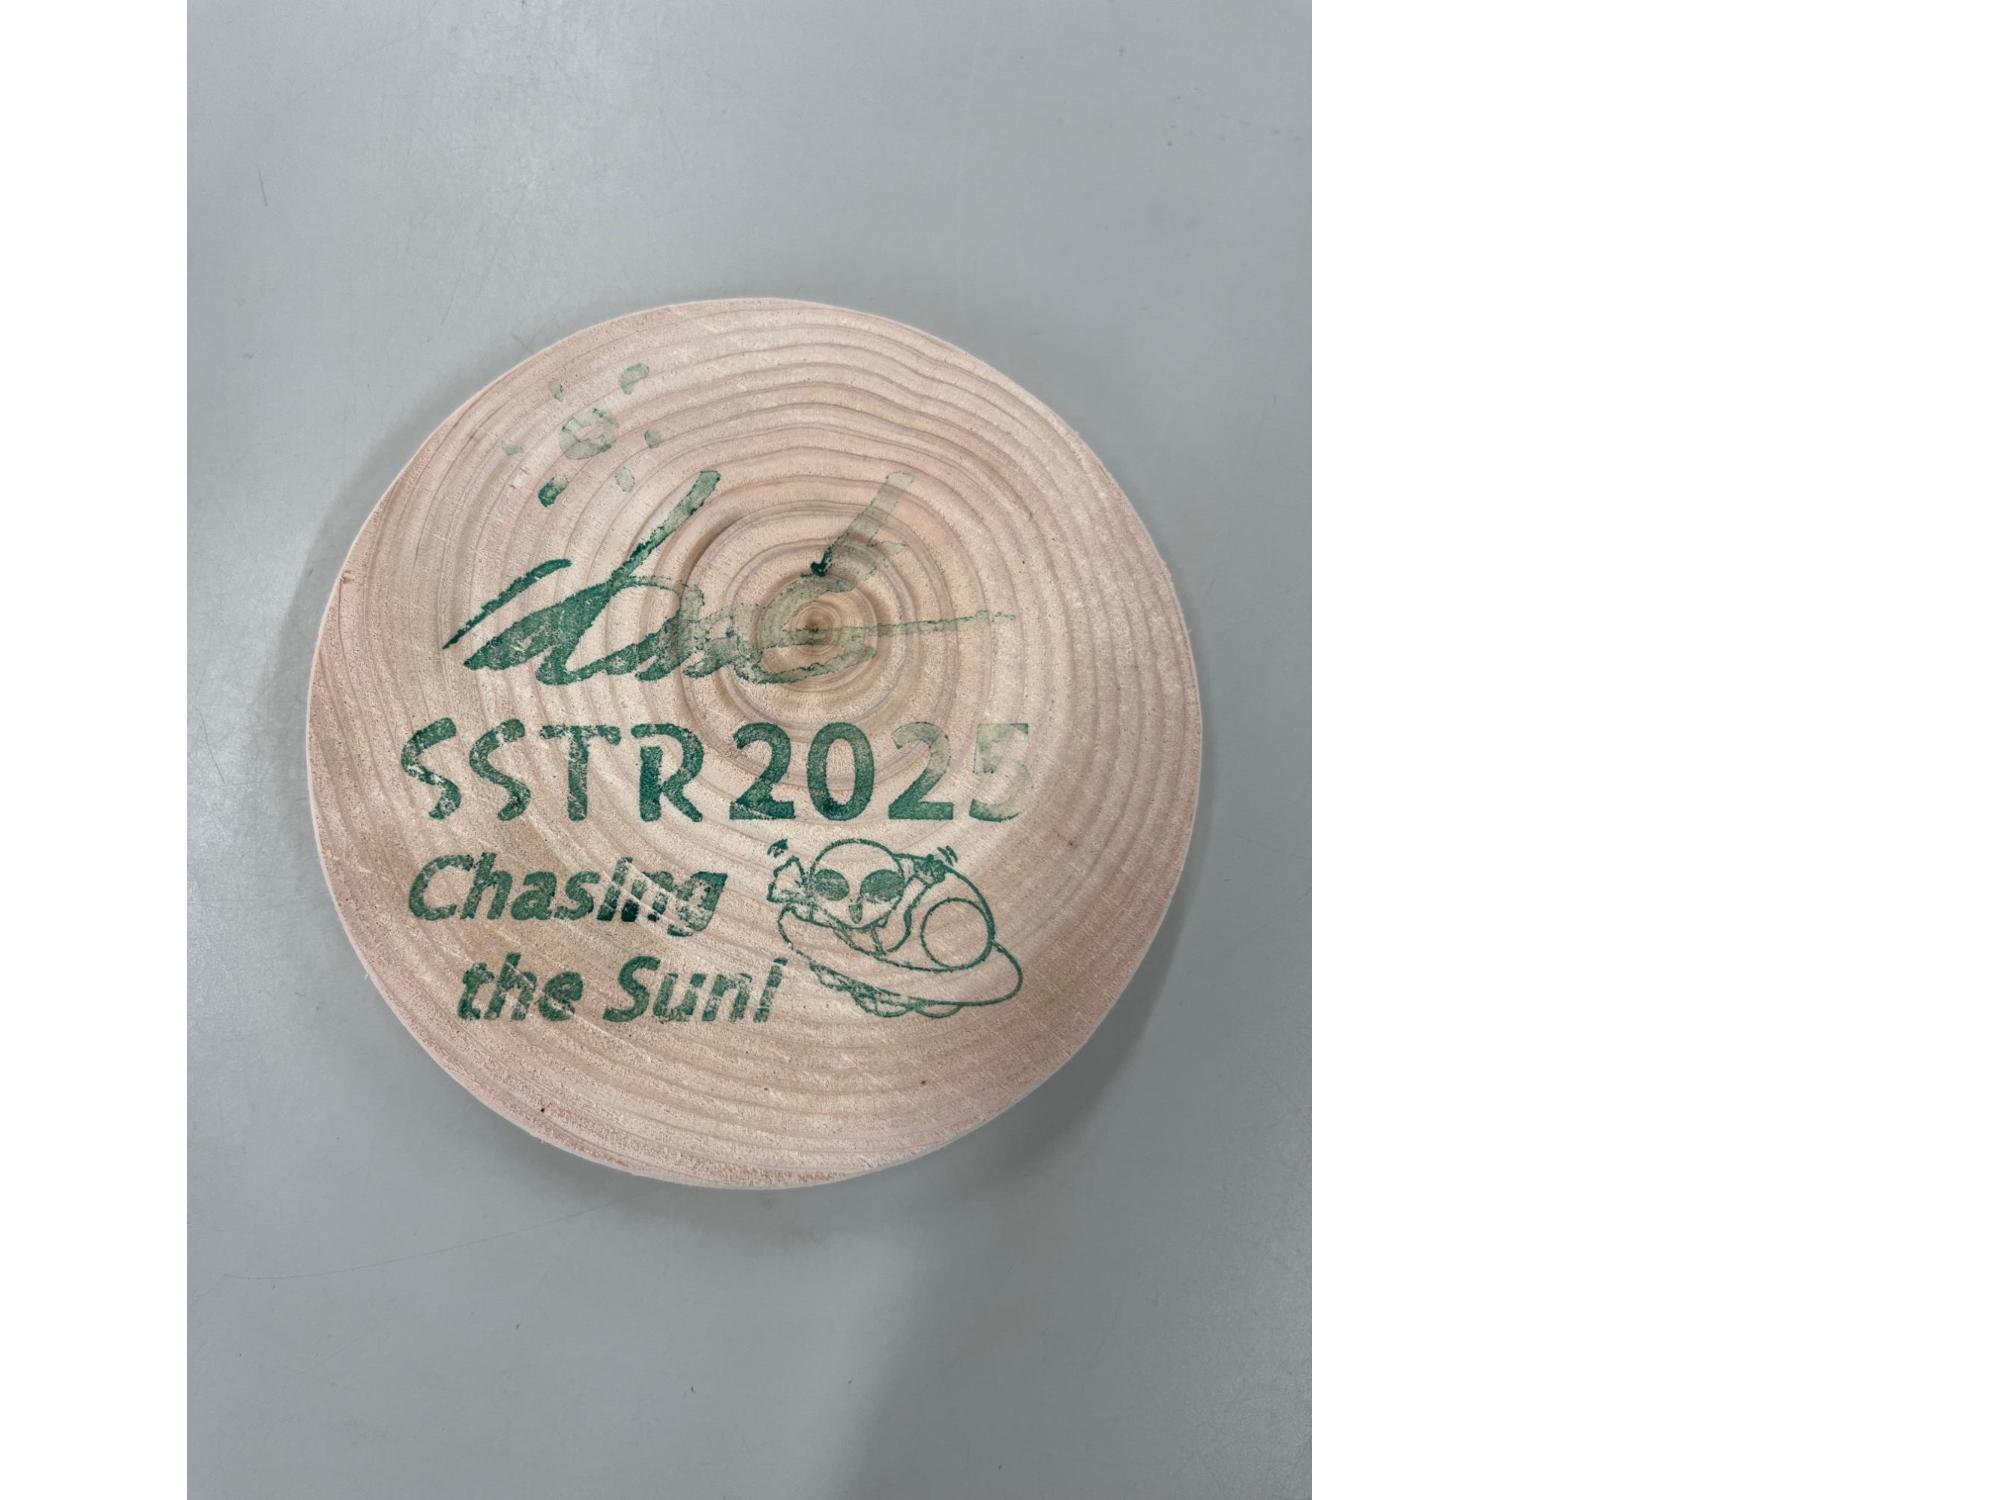 SSTR2025
Chasing
the Sun!